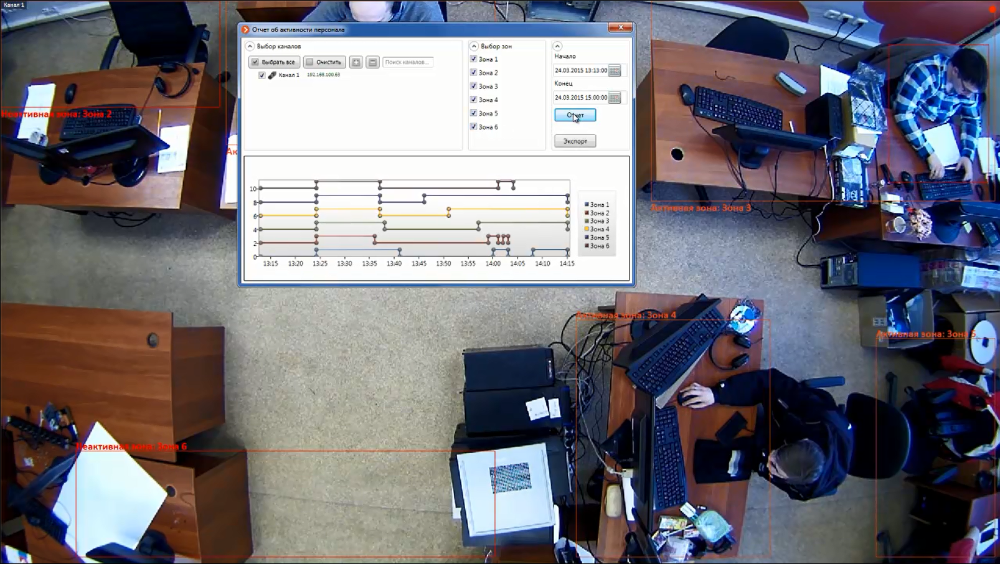 Канал 1
Отчет об активности персонала
Выбор каналов
Выбрать все
Очистить
Поиск каналов...
Канал 1 192.168.100.63
Выбор зон
Зона 1
Зона 2
Зона 3
Зона 4
Зона 5
Зона 6
Начало
24.03.2015 13:13:00
Конец
24.03.2015 15:00:00
Отчет
Экспорт
10
8
6
4
2
0
13:15 13:20 13:25 13:30 13:35 13:40 13:45 13:50 13:55 14:00 14:05 14:10 14:15
Зона 1
Зона 2
Зона 3
Зона 4
Зона 5
Зона 6
Неактивная зона: Зона 2
Ак
Активная зона: Зона 3
Активная зона: Зона 4
Активная зона: Зона 5
Неактивная зона: Зона 6